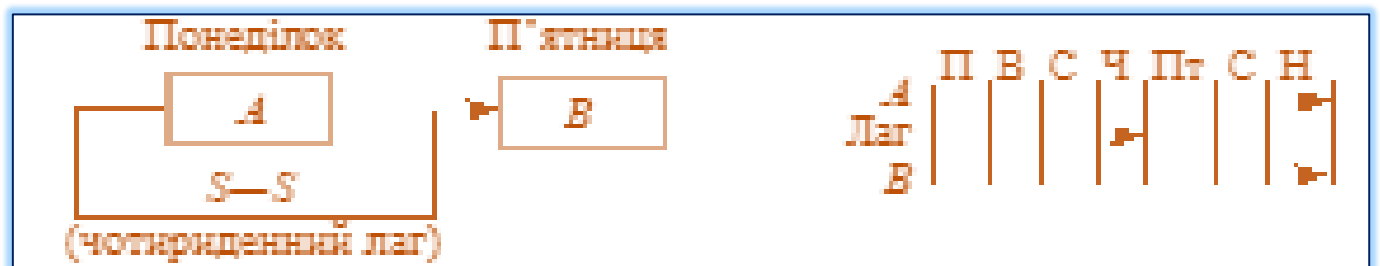 Понеділок
П`ятниця
A
B
S—S
(чотириденний лаг)
П В С Ч Пт С Н
A
Лаг
B